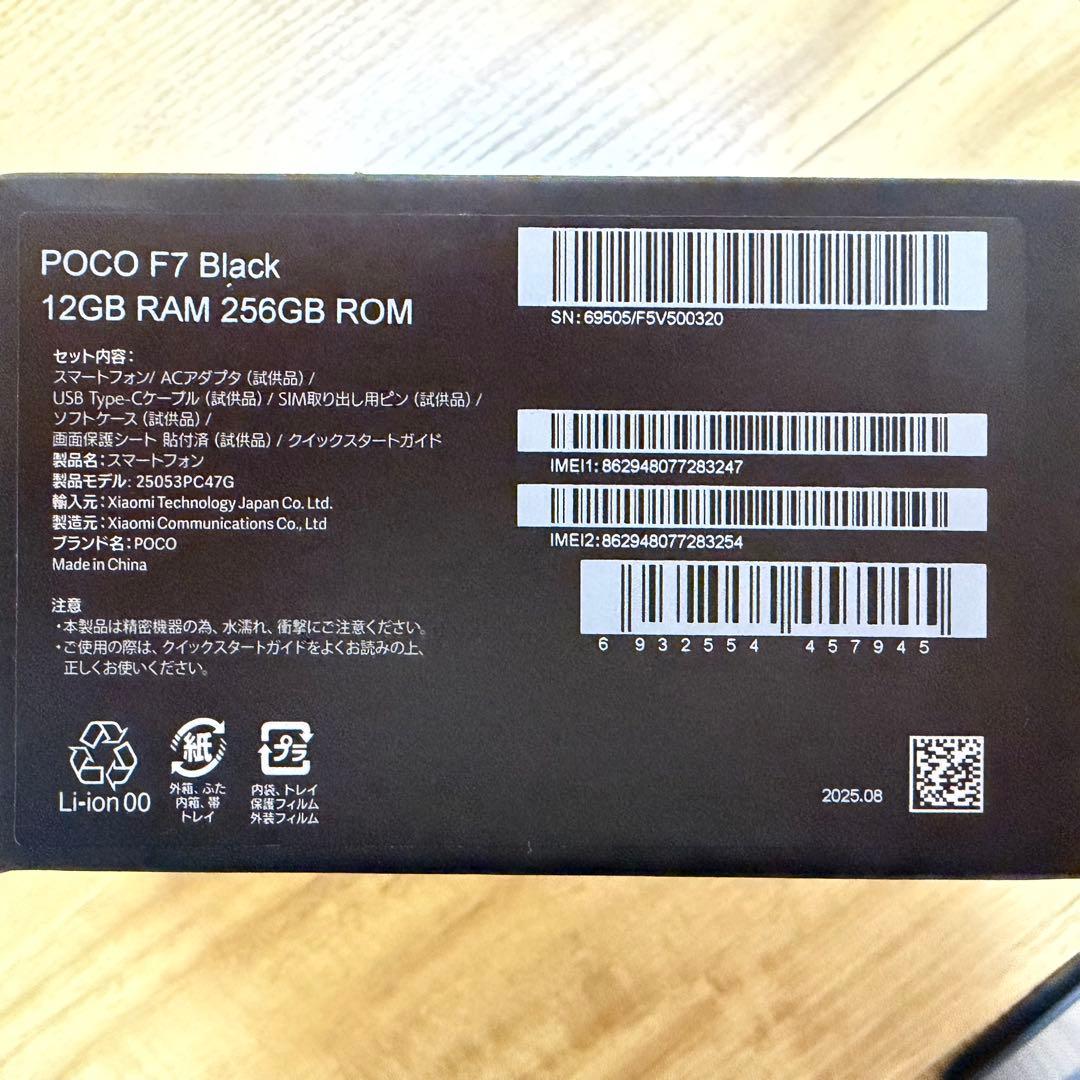 POCO F7 Black
12GB RAM 256GB ROM
セット内容:
スマートフォン/ ACアダプタ (試供品) /
USB Type-Cケーブル (試供品) / SIM取り出し用ピン (試供品) /
ソフトケース (試供品) /
画面保護シート 貼付済 (試供品) / クイックスタートガイド
製品名:スマートフォン
製品モデル: 25053PC47G
輸入元:Xiaomi Technology Japan Co. Ltd.
製造元:Xiaomi Communications Co., Ltd
ブランド名:POCO
Made in China
注意
・本製品は精密機器の為、水濡れ、衝撃にご注意ください。
・ご使用の際は、クイックスタートガイドをよくお読みの上、
正しくお使いください。
Li-ion 00
紙
外箱、ふた
内箱、帯
トレイ
プラ
内袋、トレイ
保護フィルム
外装フィルム
SN: 69505/F5V500320
IMEI1: 862948077283247
IMEI2: 862948077283254
6 932554 457945
2025.08